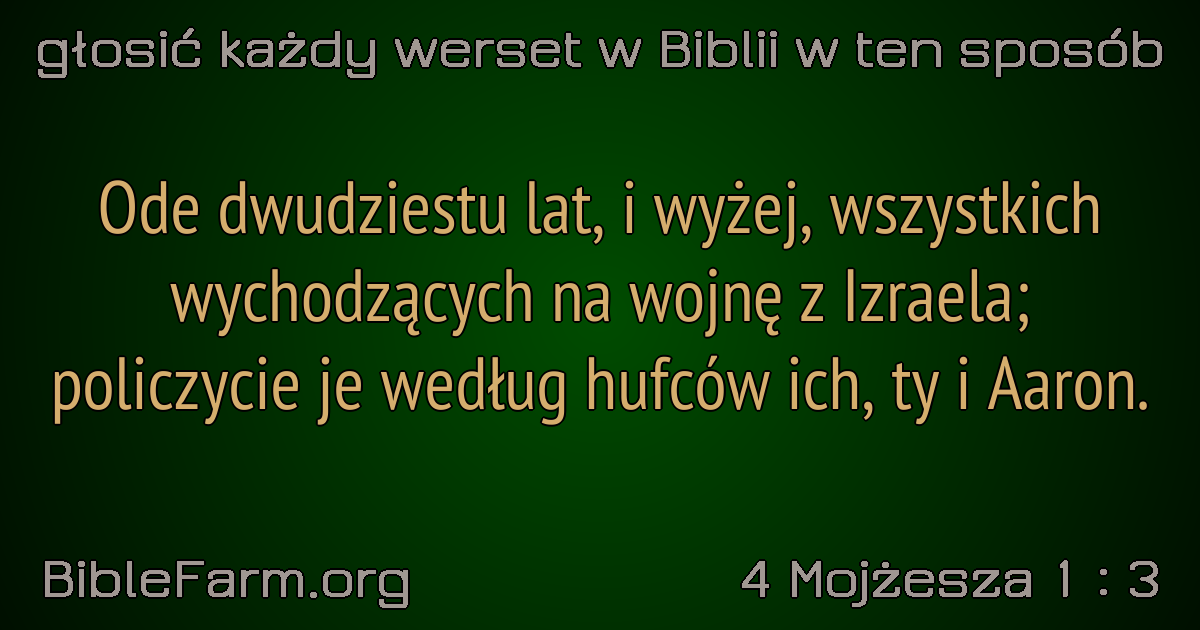 głosić każdy werset w Biblii w ten sposób
Ode dwudziestu lat, i wyżej, wszystkich
wychodzących na wojnę z Izraela;
policzycie je według hufców ich, ty i Aaron.
BibleFarm.org
4 Mojżesza 1 : 3